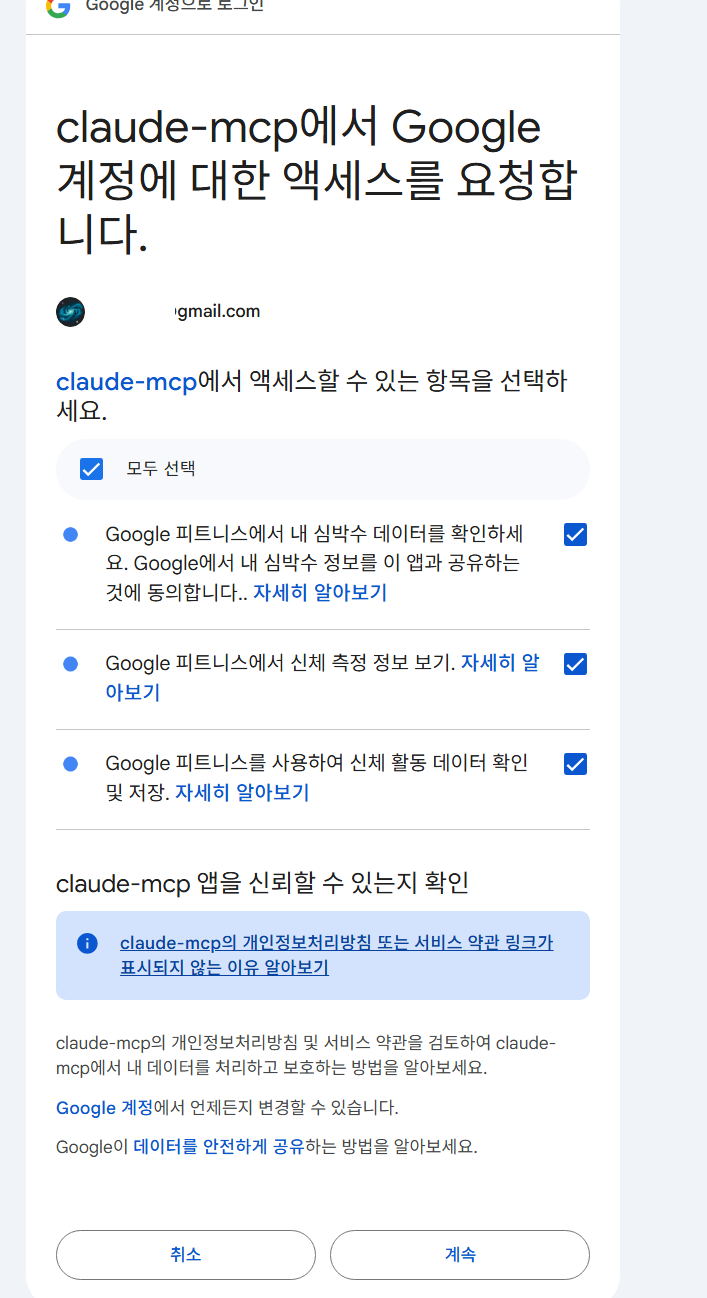 Google 계정으로 로그인
claude-mcp에서 Google
계정에 대한 액세스를 요청합
니다.
gmail.com
claude-mcp에서 액세스할 수 있는 항목을 선택하
세요.
모두 선택
Google 피트니스에서 내 심박수 데이터를 확인하세
요. Google에서 내 심박수 정보를 이 앱과 공유하는
것에 동의합니다.. 자세히 알아보기
Google 피트니스에서 신체 측정 정보 보기. 자세히 알
아보기
Google 피트니스를 사용하여 신체 활동 데이터 확인
및 저장. 자세히 알아보기
claude-mcp 앱을 신뢰할 수 있는지 확인
claude-mcp의 개인정보처리방침 또는 서비스 약관 링크가
표시되지 않는 이유 알아보기
claude-mcp의 개인정보처리방침 및 서비스 약관을 검토하여 claude-
mcp에서 내 데이터를 처리하고 보호하는 방법을 알아보세요.
Google 계정에서 언제든지 변경할 수 있습니다.
Google이 데이터를 안전하게 공유하는 방법을 알아보세요.
취소
계속